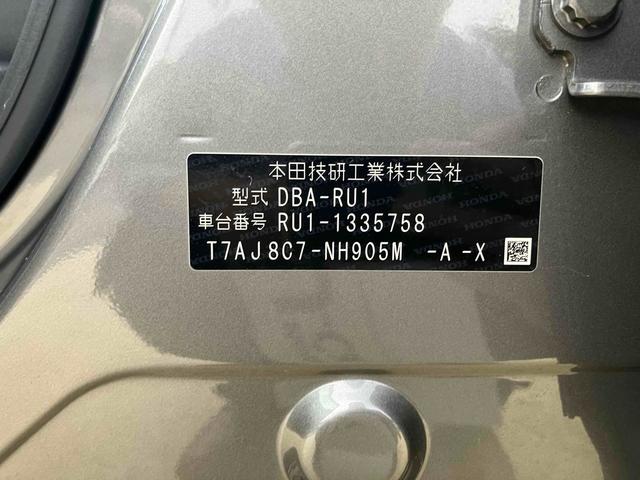 本田技研工業株式会社
型式 DBA-RU1
車台番号 RU1-1335758
T7AJ8C7-NH905M -A -X